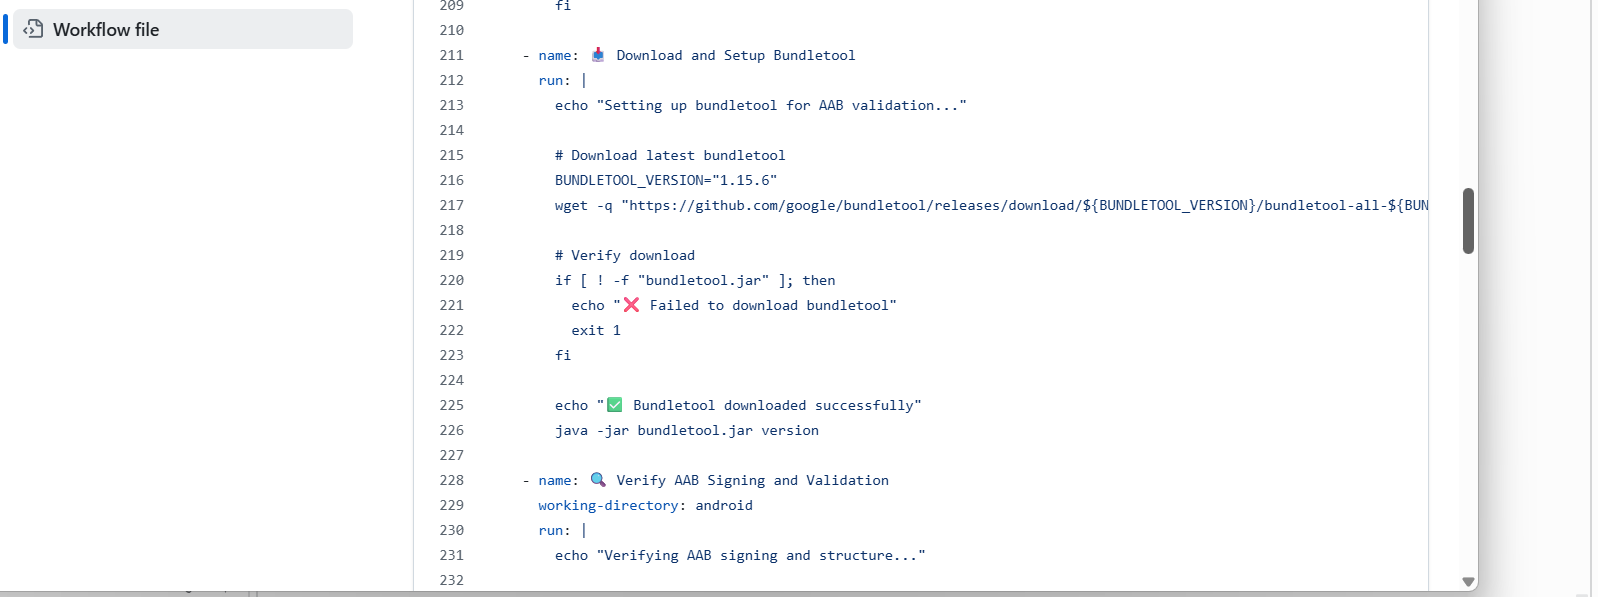 Workflow file
209 fi
210
211 - name: 📥 Download and Setup Bundletool
212 run: |
213 echo "Setting up bundletool for AAB validation..."
214
215 # Download latest bundletool
216 BUNDLETOOL_VERSION="1.15.6"
217 wget -q "https://github.com/google/bundletool/releases/download/${BUNDLETOOL_VERSION}/bundletool-all-${BUN
218
219 # Verify download
220 if [ ! -f "bundletool.jar" ]; then
221 echo "❌ Failed to download bundletool"
222 exit 1
223 fi
224
225 echo "✅ Bundletool downloaded successfully"
226 java -jar bundletool.jar version
227
228 - name: 🔍 Verify AAB Signing and Validation
229 working-directory: android
230 run: |
231 echo "Verifying AAB signing and structure..."
232